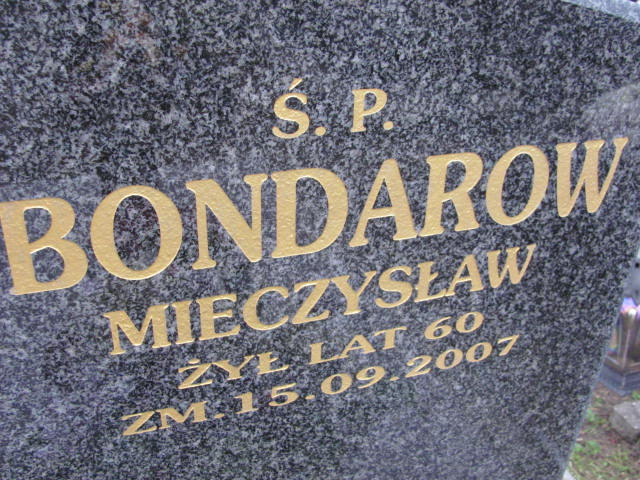 Ś. P.
BONDAROW
MIECZYSŁAW
ŻYŁ LAT 60
ZM. 15.09.2007